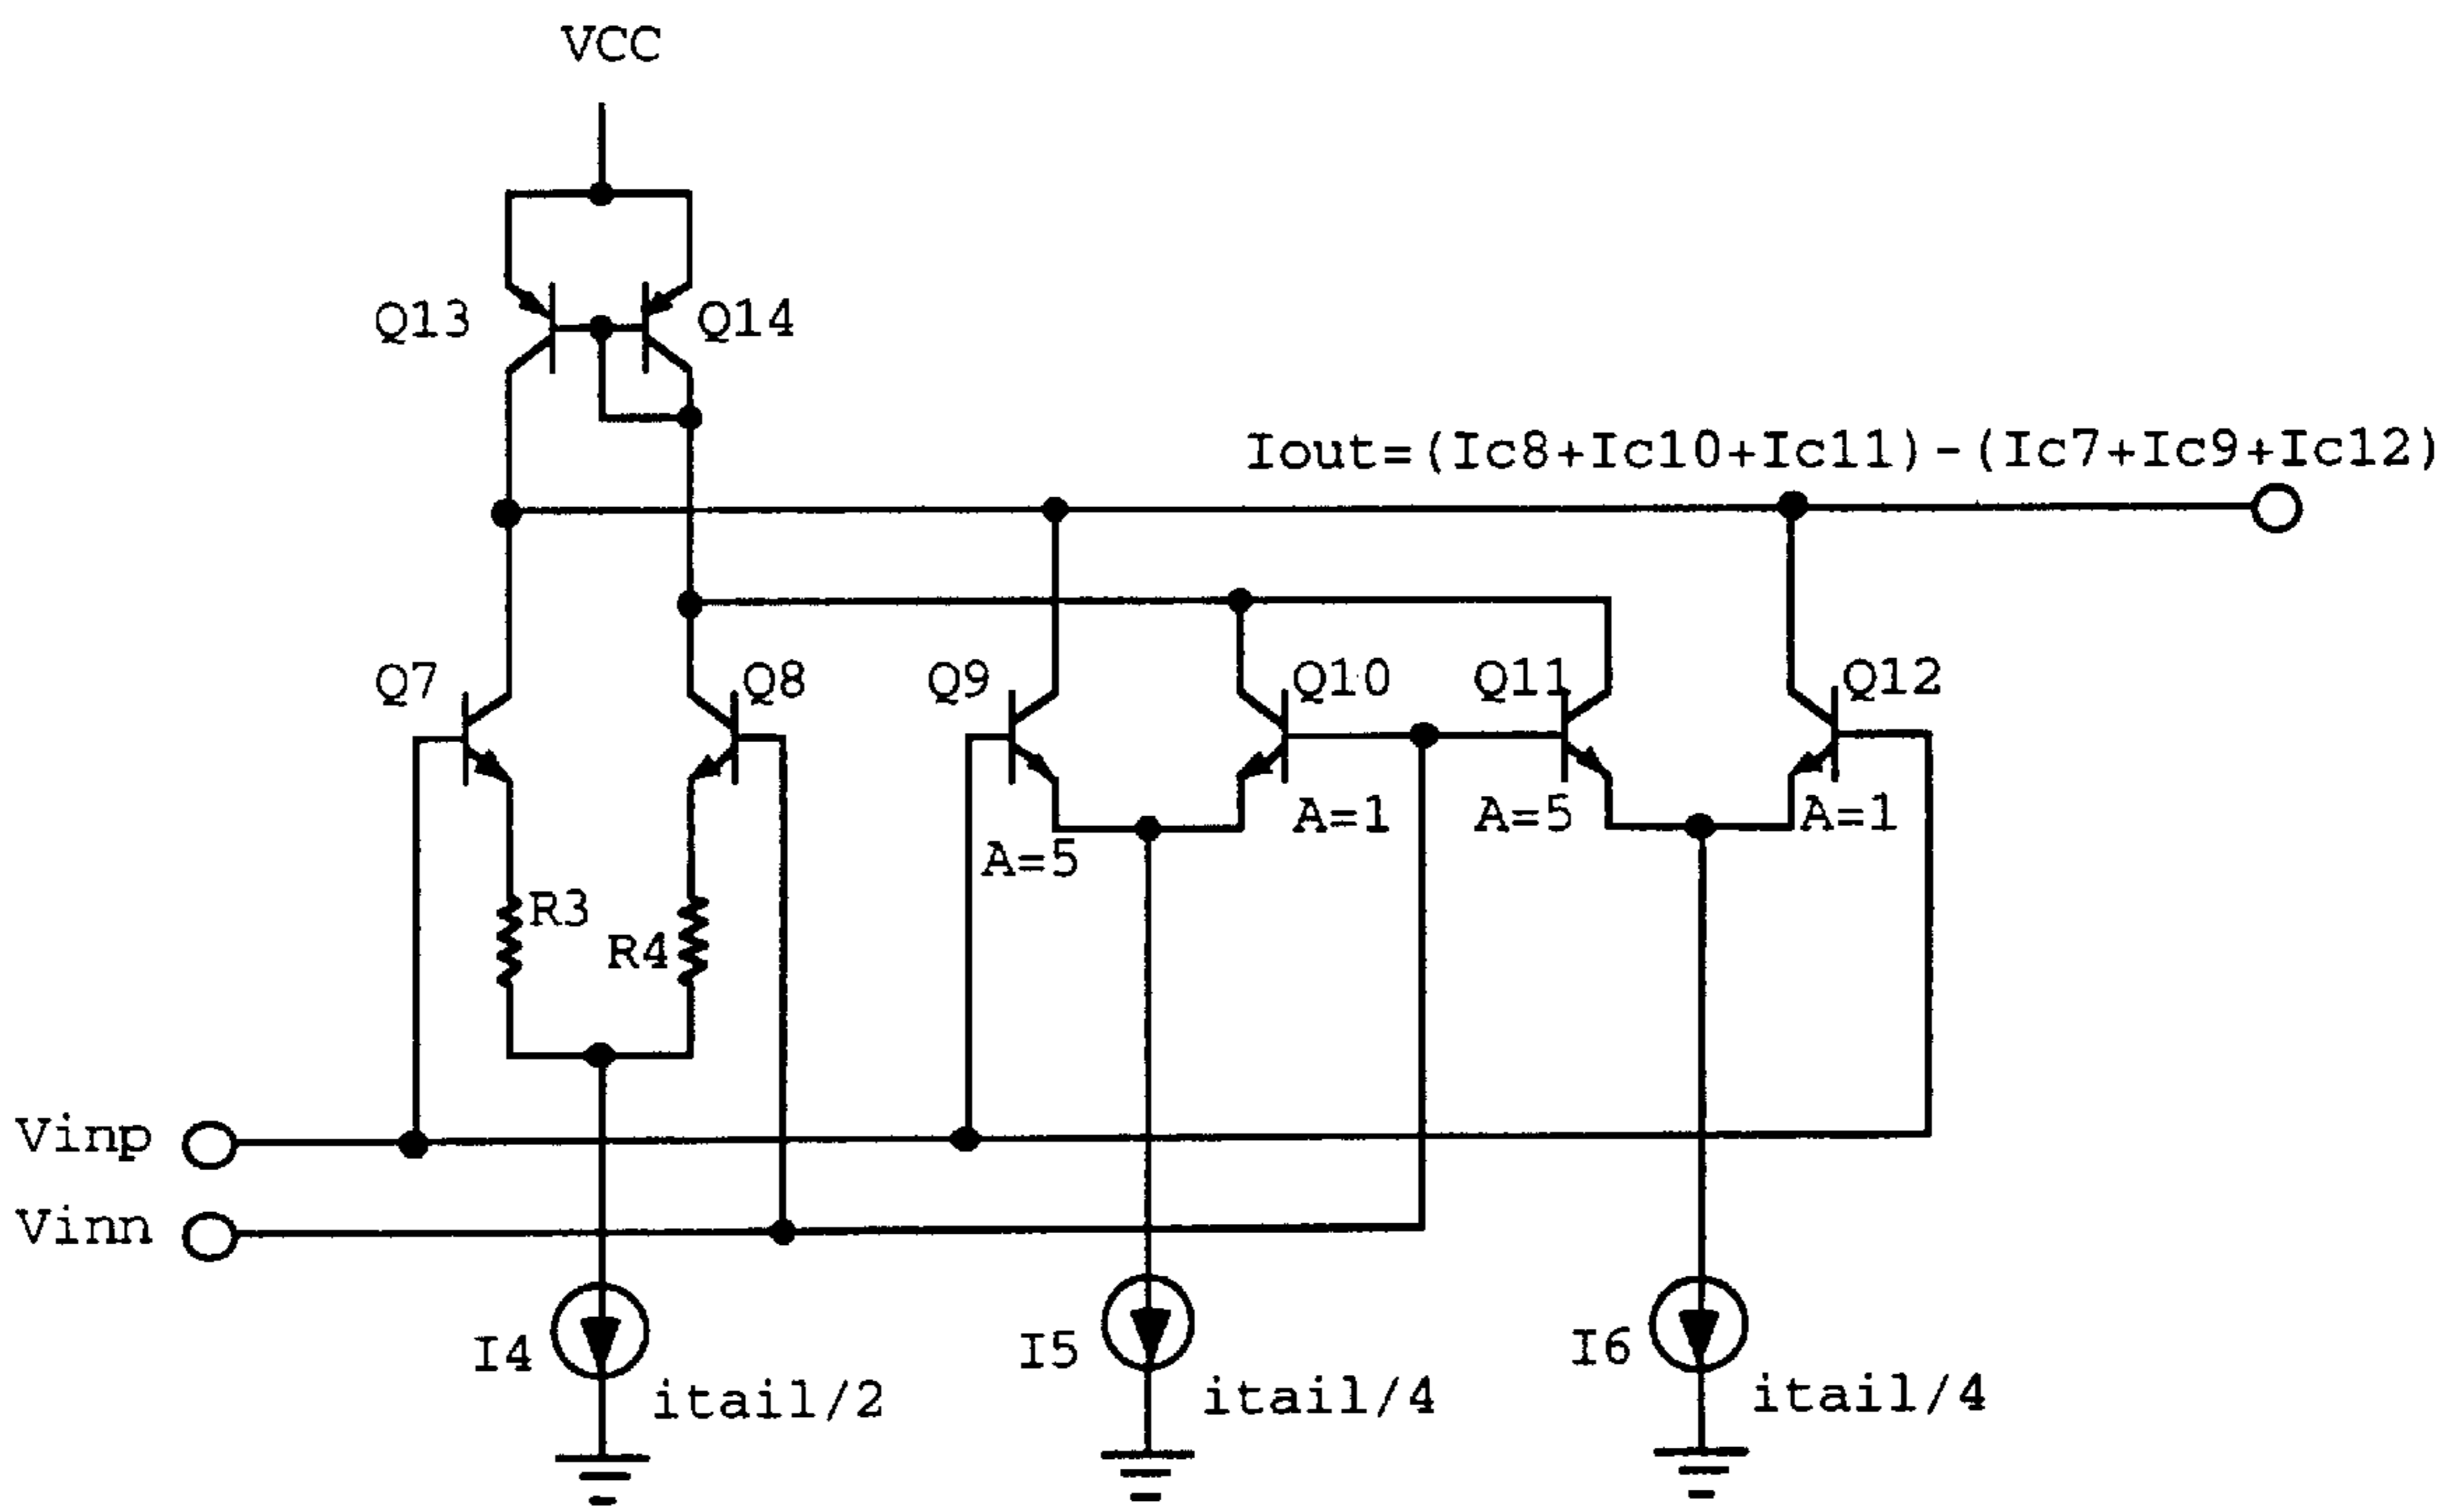 VCC
Q13
Q14
Iout=(Ic8+Ic10+Ic11)-(Ic7+Ic9+Ic12)
Q7
Q8
Q9
Q10
Q11
Q12
A=5
A=1
A=5
A=1
R3
R4
Vinp
Vinn
I4
itail/2
I5
itail/4
I6
itail/4